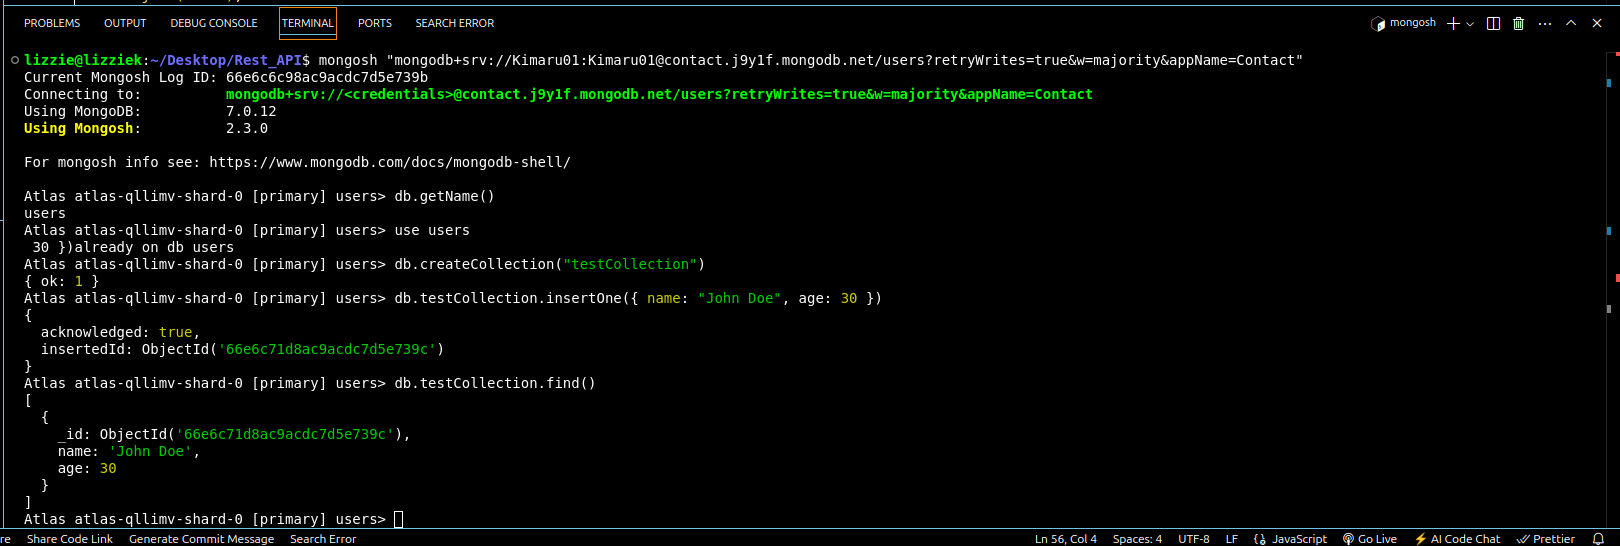 PROBLEMS OUTPUT DEBUG CONSOLE TERMINAL PORTS SEARCH ERROR mongosh
lizzie@lizziek:~/Desktop/Rest_API$ mongosh "mongodb+srv://Kimaru01:Kimaru01@contact.j9y1f.mongodb.net/users?retryWrites=true&w=majority&appName=Contact"
Current Mongosh Log ID: 66e6c6c98ac9acdc7d5e739b
Connecting to: mongodb+srv://<credentials>@contact.j9y1f.mongodb.net/users?retryWrites=true&w=majority&appName=Contact
Using MongoDB: 7.0.12
Using Mongosh: 2.3.0
For mongosh info see: https://www.mongodb.com/docs/mongodb-shell/
Atlas atlas-qllimv-shard-0 [primary] users> db.getName()
users
Atlas atlas-qllimv-shard-0 [primary] users> use users
 30 })already on db users
Atlas atlas-qllimv-shard-0 [primary] users> db.createCollection("testCollection")
{ ok: 1 }
Atlas atlas-qllimv-shard-0 [primary] users> db.testCollection.insertOne({ name: "John Doe", age: 30 })
{
  acknowledged: true,
  insertedId: ObjectId('66e6c71d8ac9acdc7d5e739c')
}
Atlas atlas-qllimv-shard-0 [primary] users> db.testCollection.find()
[
  {
    _id: ObjectId('66e6c71d8ac9acdc7d5e739c'),
    name: 'John Doe',
    age: 30
  }
]
Atlas atlas-qllimv-shard-0 [primary] users>
re Share Code Link Generate Commit Message Search Error Ln 56, Col 4 Spaces: 4 UTF-8 LF {} JavaScript Go Live AI Code Chat Prettier